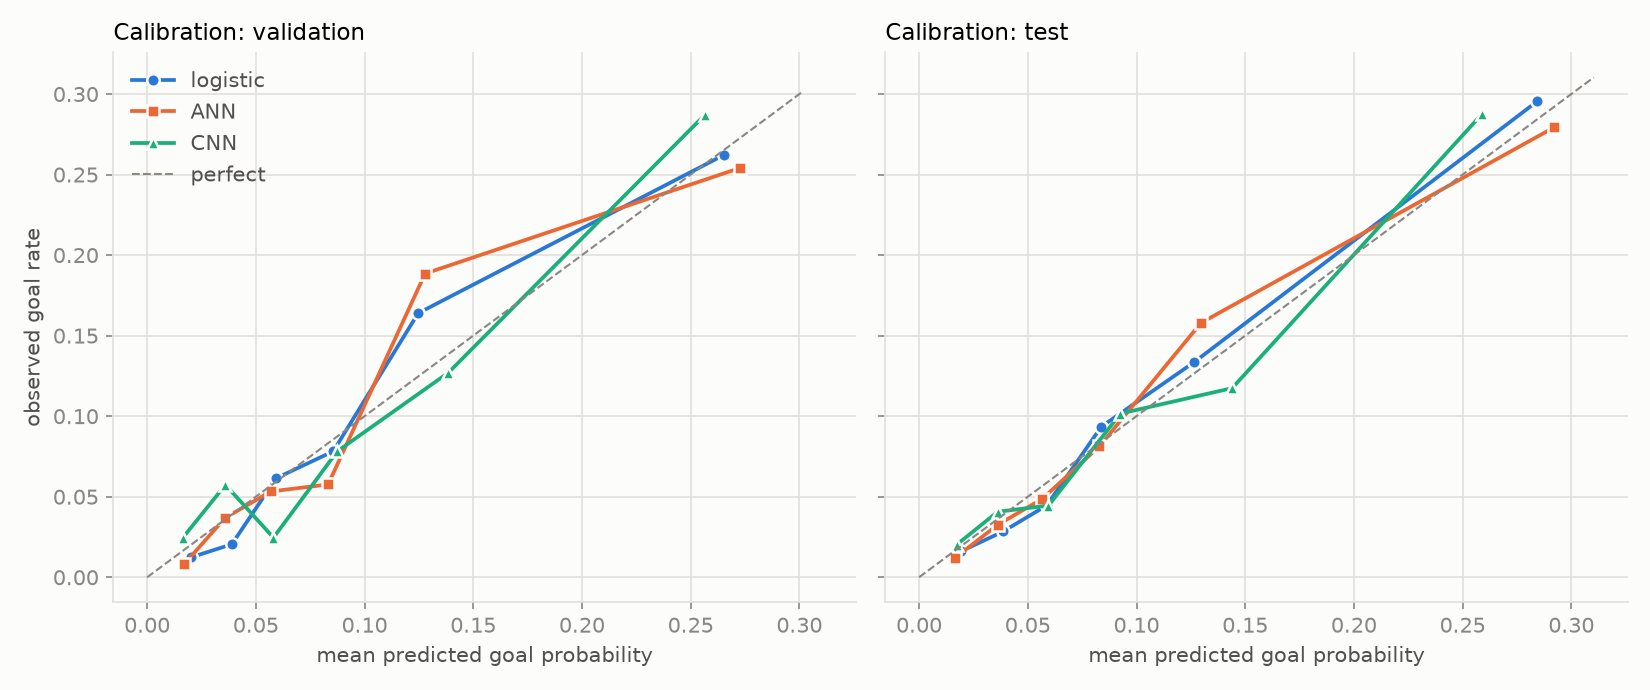 Calibration: validation
logistic
ANN
CNN
perfect
observed goal rate
0.30
0.25
0.20
0.15
0.10
0.05
0.00
0.00 0.05 0.10 0.15 0.20 0.25 0.30
mean predicted goal probability
Calibration: test
0.00 0.05 0.10 0.15 0.20 0.25 0.30
mean predicted goal probability